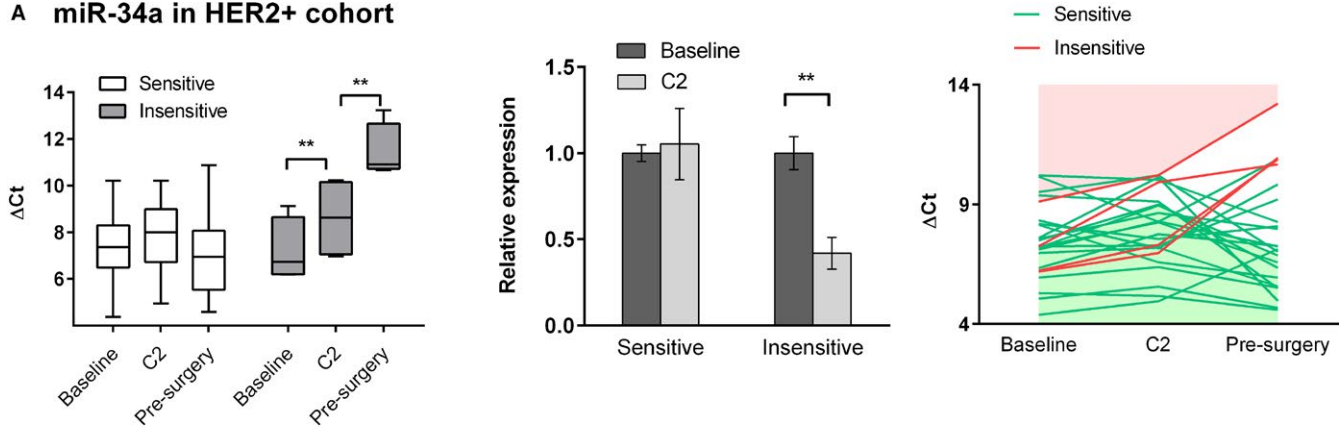 A miR-34a in HER2+ cohort
Sensitive
Insensitive
**
**
14
12
10
8
6
ΔCt
Baseline
C2
Pre-surgery
Baseline
C2
Pre-surgery
Baseline
C2
**
1.5
1.0
0.5
0.0
Relative expression
Sensitive
Insensitive
Sensitive
Insensitive
14
9
4
ΔCt
Baseline
C2
Pre-surgery